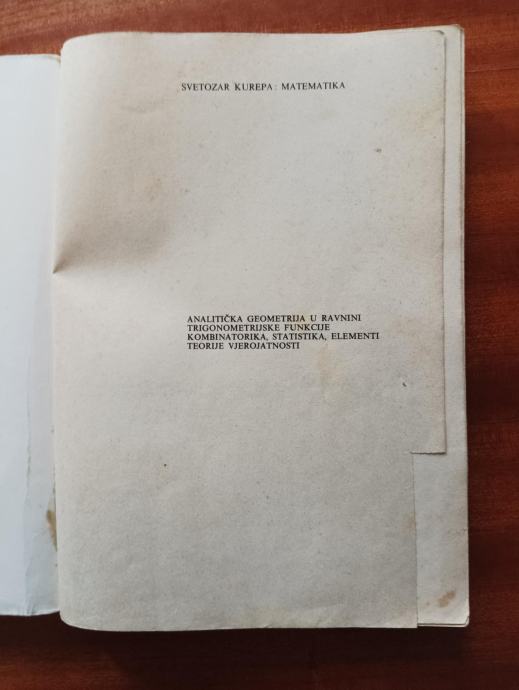 SVETOZAR KUREPA: MATEMATIKA
ANALITIČKA GEOMETRIJA U RAVNINI
TRIGONOMETRIJSKE FUNKCIJE
KOMBINATORIKA, STATISTIKA, ELEMENTI
TEORIJE VJEROJATNOSTI